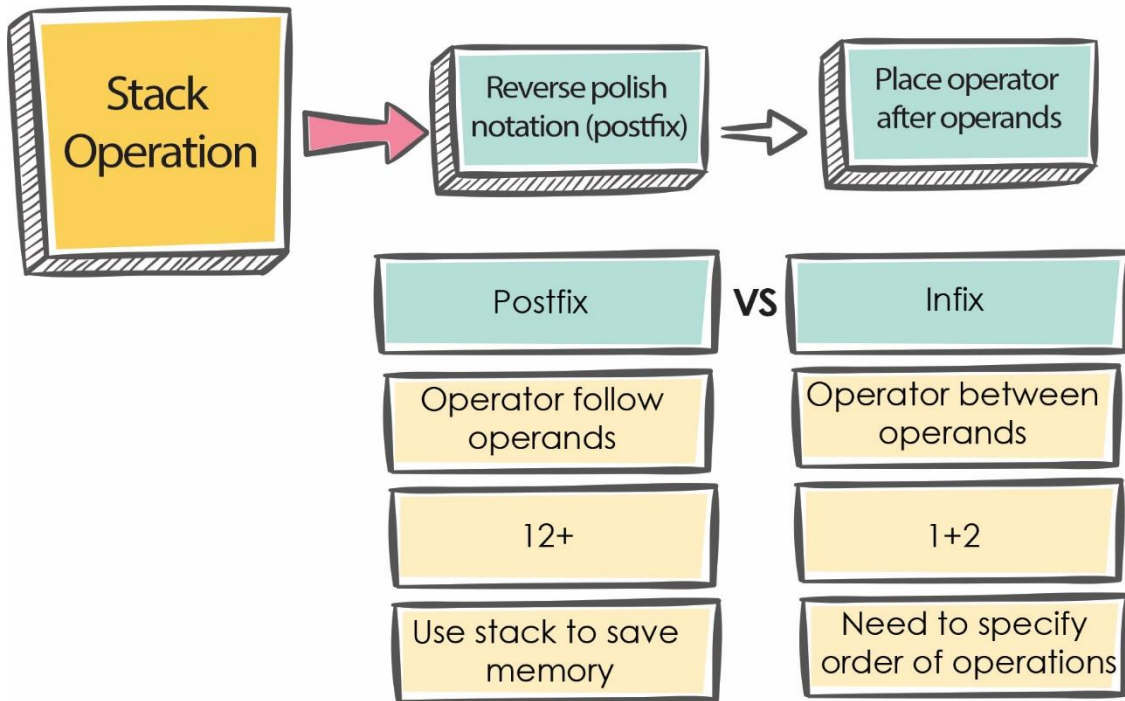 Stack
Operation
Reverse polish
notation (postfix)
Place operator
after operands
Postfix
VS
Infix
Operator follow
operands
Operator between
operands
12+
1+2
Use stack to save
memory
Need to specify
order of operations